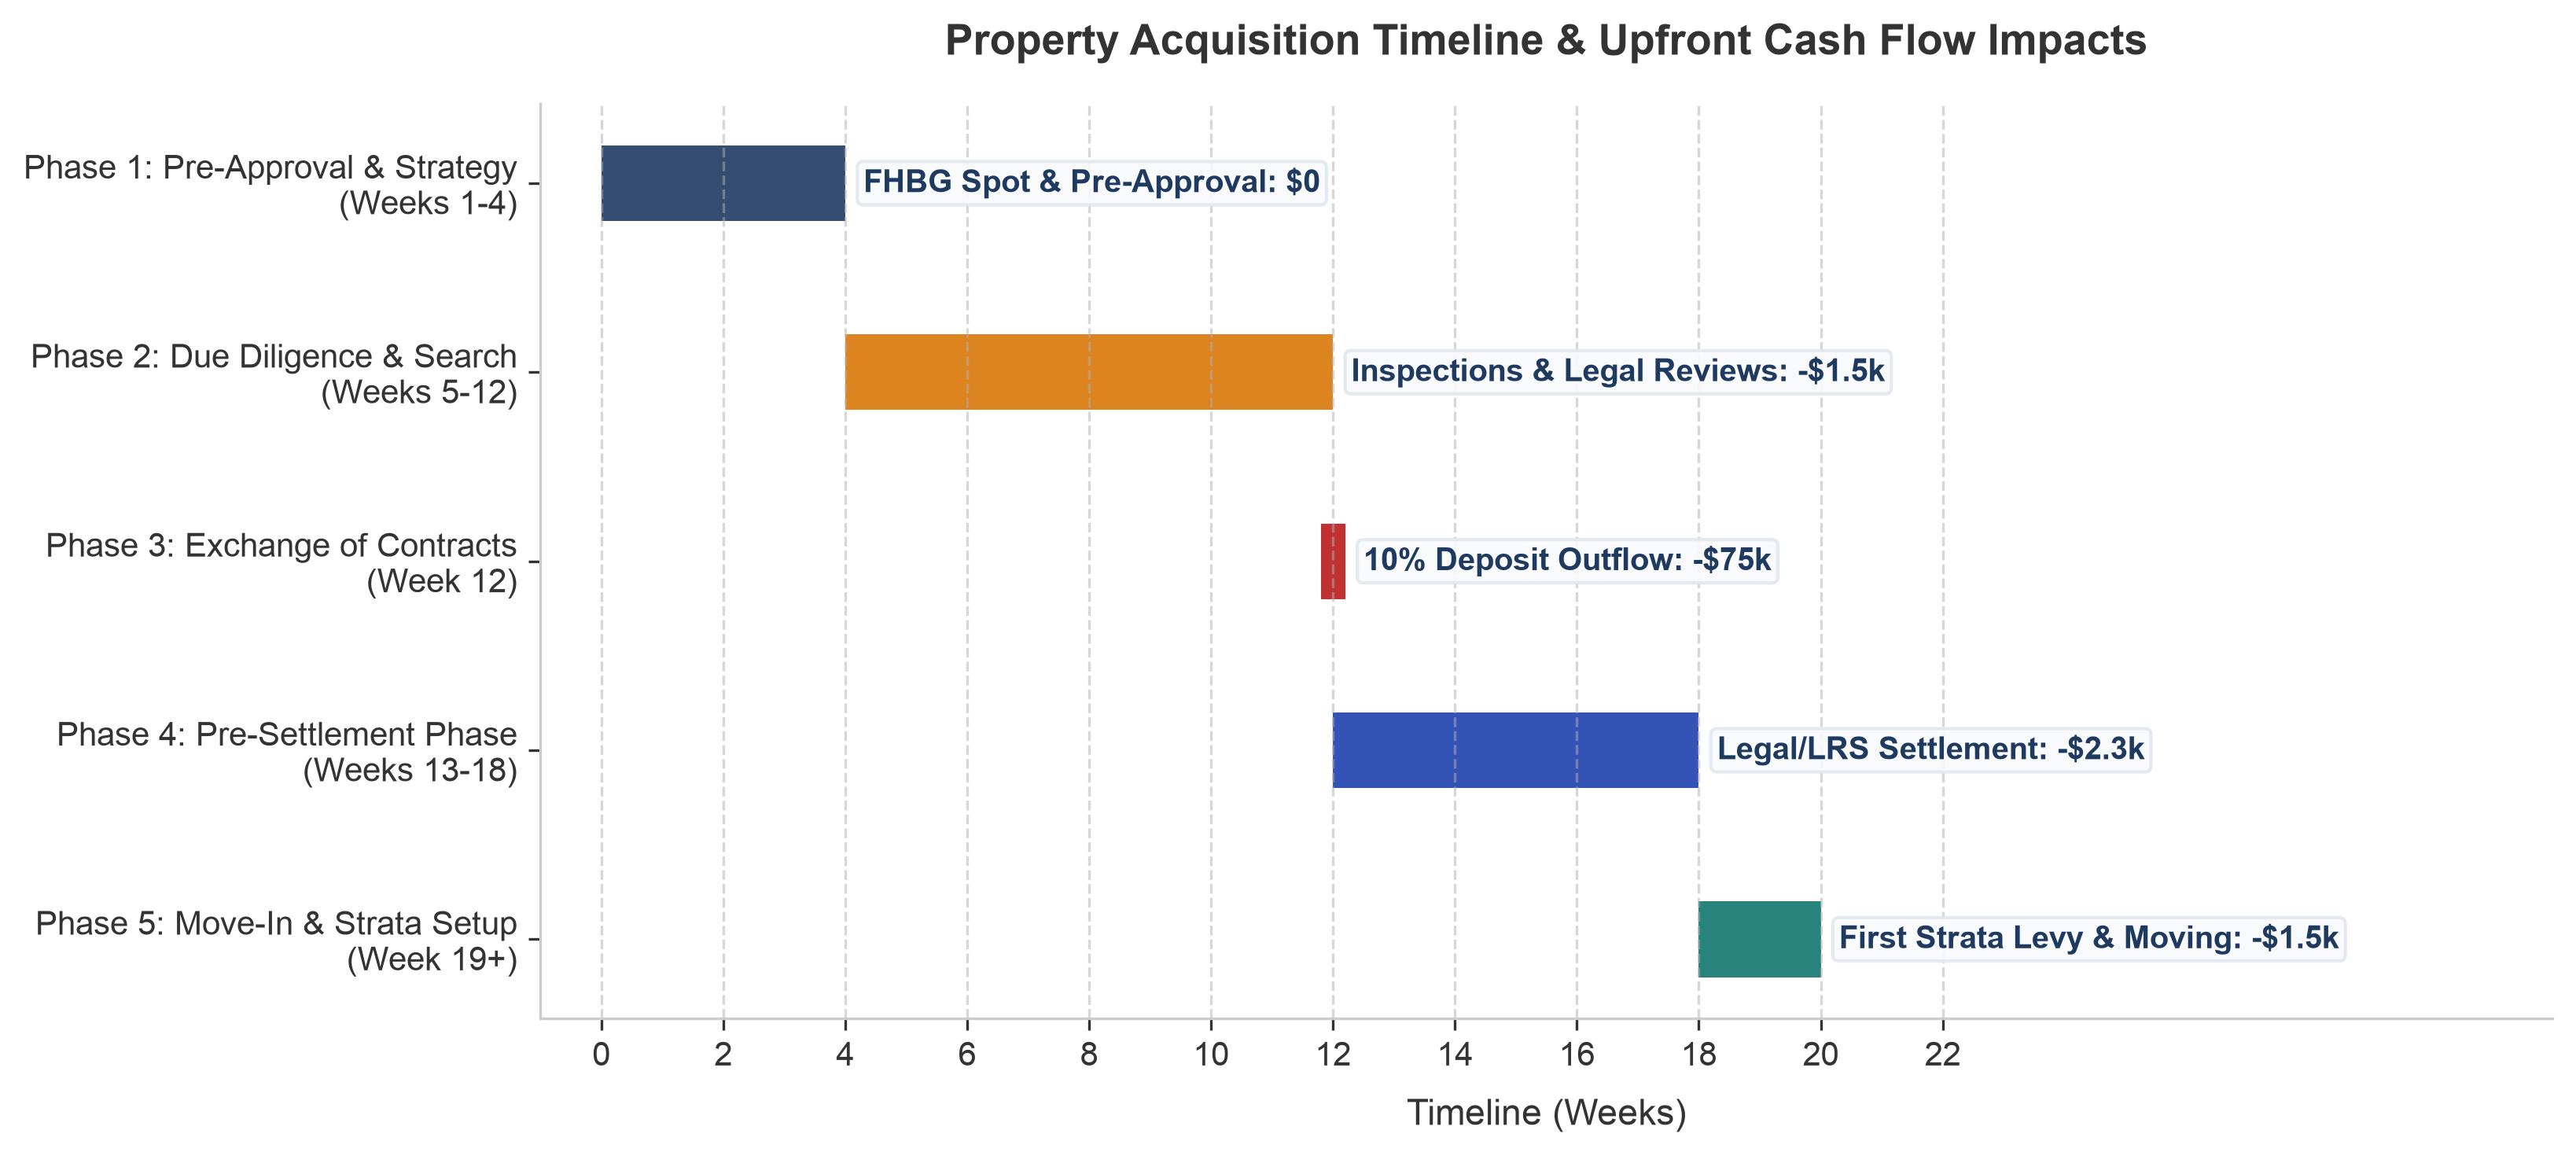 Property Acquisition Timeline & Upfront Cash Flow Impacts
Phase 1: Pre-Approval & Strategy
(Weeks 1-4)
FHBG Spot & Pre-Approval: $0
Phase 2: Due Diligence & Search
(Weeks 5-12)
Inspections & Legal Reviews: -$1.5k
Phase 3: Exchange of Contracts
(Week 12)
10% Deposit Outflow: -$75k
Phase 4: Pre-Settlement Phase
(Weeks 13-18)
Legal/LRS Settlement: -$2.3k
Phase 5: Move-In & Strata Setup
(Week 19+)
First Strata Levy & Moving: -$1.5k
0 2 4 6 8 10 12 14 16 18 20 22
Timeline (Weeks)